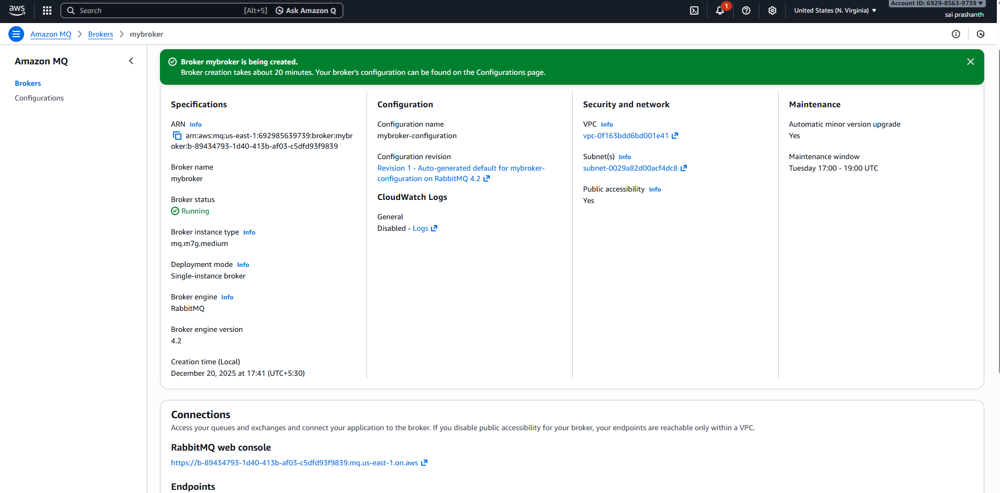 aws
Search
[Alt+S]
Ask Amazon Q
1
United States (N. Virginia)
Account ID: 6929-8563-9739
sai prashanth
Amazon MQ
Brokers
mybroker
Amazon MQ
Brokers
Configurations
Broker mybroker is being created.
Broker creation takes about 20 minutes. Your broker's configuration can be found on the Configurations page.
Specifications
ARN Info
arn:aws:mq:us-east-1:692985639739:broker:mybr
oker:b-89434793-1d40-413b-af03-c5dfd93f9839
Broker name
mybroker
Broker status
Running
Broker instance type Info
mq.m7g.medium
Deployment mode Info
Single-instance broker
Broker engine Info
RabbitMQ
Broker engine version
4.2
Creation time (Local)
December 20, 2025 at 17:41 (UTC+5:30)
Configuration
Configuration name
mybroker-configuration
Configuration revision
Revision 1 - Auto-generated default for mybroker-
configuration on RabbitMQ 4.2
CloudWatch Logs
General
Disabled - Logs
Security and network
VPC Info
vpc-0f163bdd6bd001e41
Subnet(s) Info
subnet-0029a82d00acf4dc8
Public accessibility Info
Yes
Maintenance
Automatic minor version upgrade
Yes
Maintenance window
Tuesday 17:00 - 19:00 UTC
Connections
Access your queues and exchanges and connect your application to the broker. If you disable public accessibility for your broker, your endpoints are reachable only within a VPC.
RabbitMQ web console
https://b-89434793-1d40-413b-af03-c5dfd93f9839.mq.us-east-1.on.aws
Endpoints